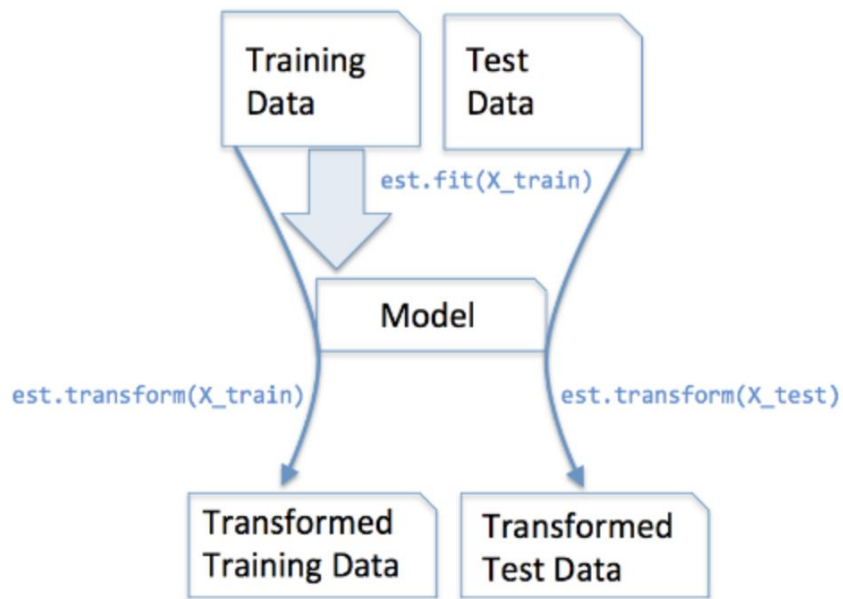 Training
Data
Test
Data
est.fit(X_train)
Model
est.transform(X_train)
est.transform(X_test)
Transformed
Training Data
Transformed
Test Data